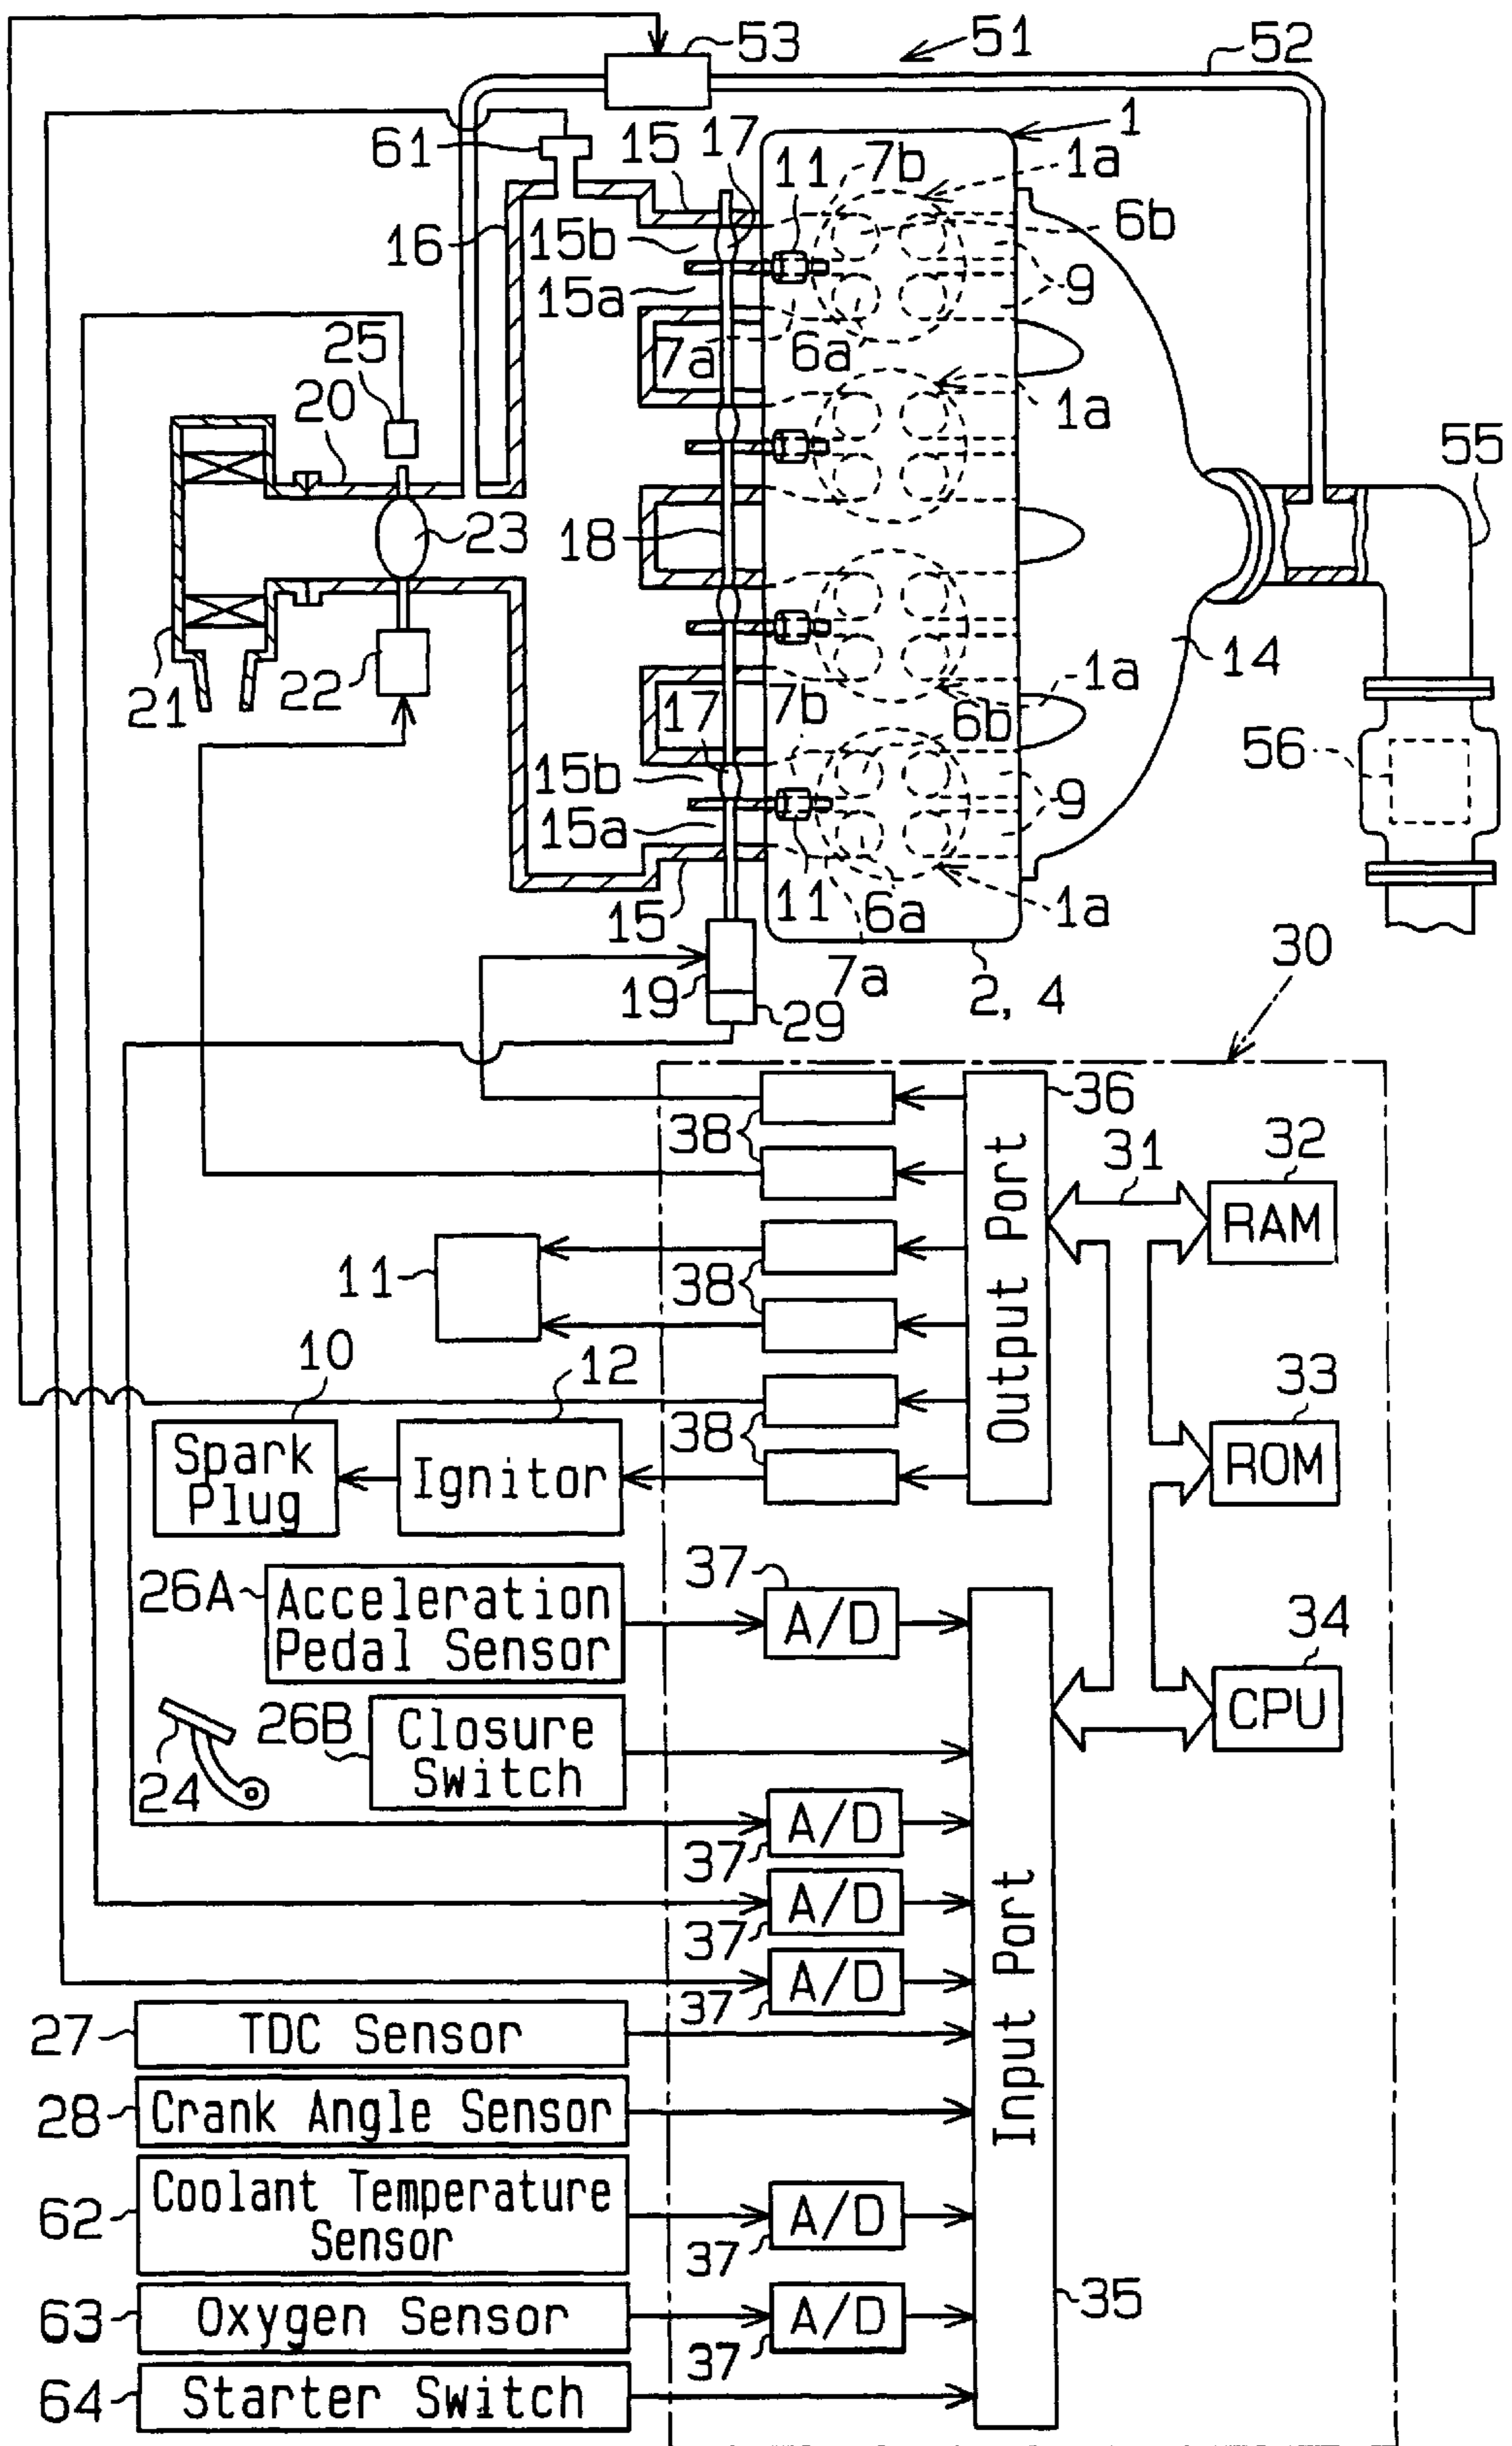 53
51
52
61
15
17
11
7b
1
1a
16
15b
6b
15a
9
25
7a
6a
20
1a
55
23
18
21
22
14
17
7b
1a
6b
56
15b
9
15a
11
6a
1a
15
7a
30
19
29
2, 4
36
38
32
31
RAM
11
38
Output Port
10
12
33
Spark
Plug
Ignitor
38
ROM
37
26A
Acceleration
Pedal Sensor
A/D
34
26B
Closure
Switch
CPU
24
A/D
37
A/D
37
A/D
37
Input Port
27
TDC Sensor
28
Crank Angle Sensor
62
Coolant Temperature
Sensor
A/D
37
35
63
Oxygen Sensor
A/D
37
64
Starter Switch